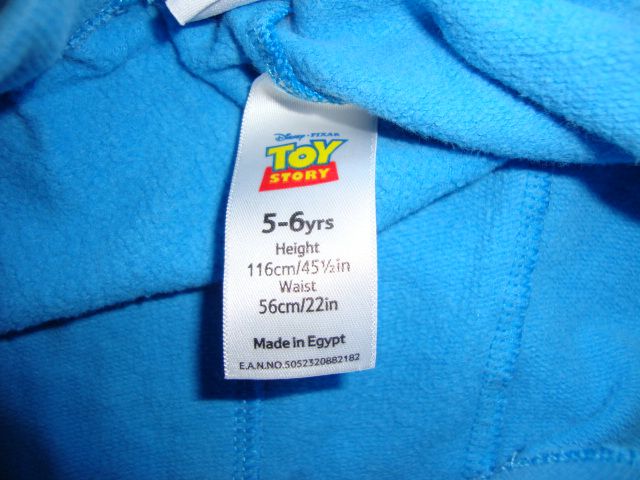 Disney · PIXAR
TOY
STORY
5-6yrs
Height
116cm/45½in
Waist
56cm/22in
Made in Egypt
E.A.N.NO.5052320882182